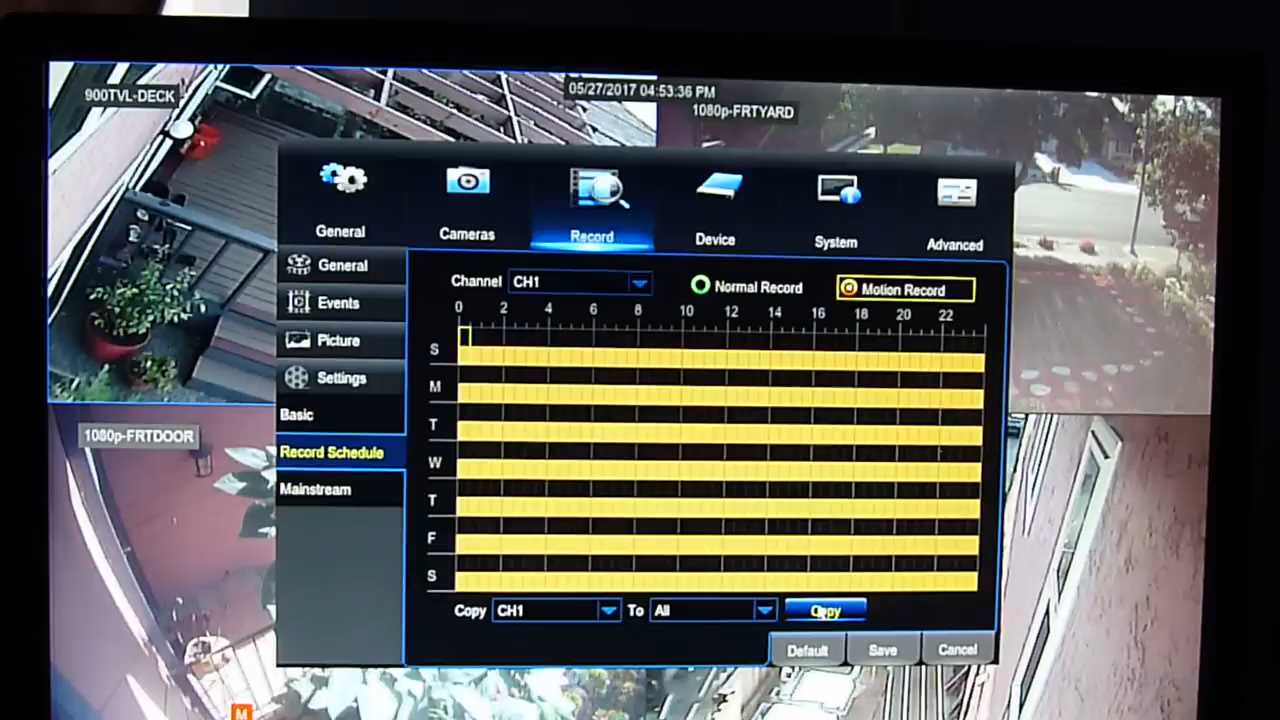 900TVL-DECK
05/27/2017 04:53:36 PM
1080p-FRTYARD
General
Cameras
Record
Device
System
Advanced
General
Events
Picture
Settings
Basic
Record Schedule
Mainstream
Channel CH1 Normal Record Motion Record
0 2 4 6 8 10 12 14 16 18 20 22
S
M
T
W
T
F
S
Copy CH1 To All Copy
Default Save Cancel
1080p-FRTDOOR
M